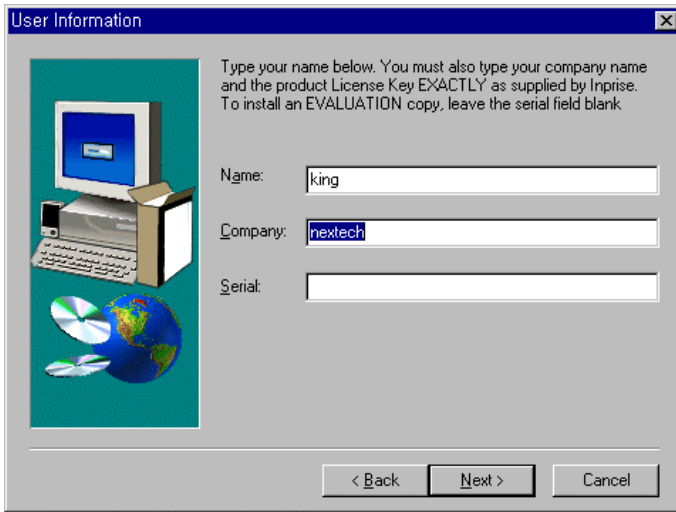 User Information
Type your name below. You must also type your company name
and the product License Key EXACTLY as supplied by Inprise.
To install an EVALUATION copy, leave the serial field blank
Name: king
Company: nextech
Serial:
< Back Next > Cancel